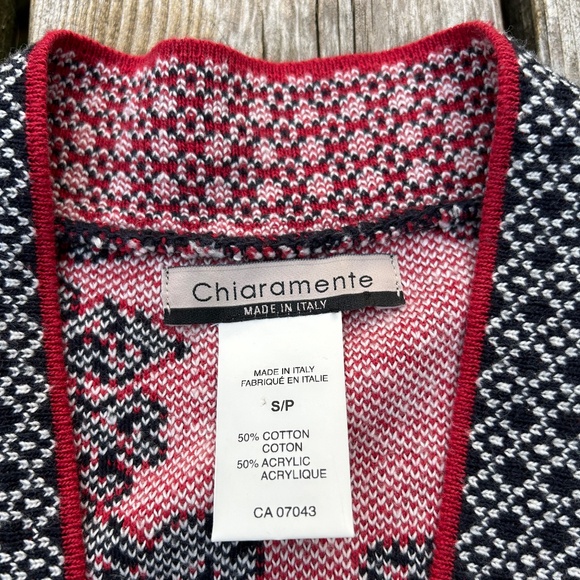 Chiaramente
MADE IN ITALY
MADE IN ITALY
FABRIQUÉ EN ITALIE
S/P
50% COTTON
COTON
50% ACRYLIC
ACRYLIQUE
CA 07043